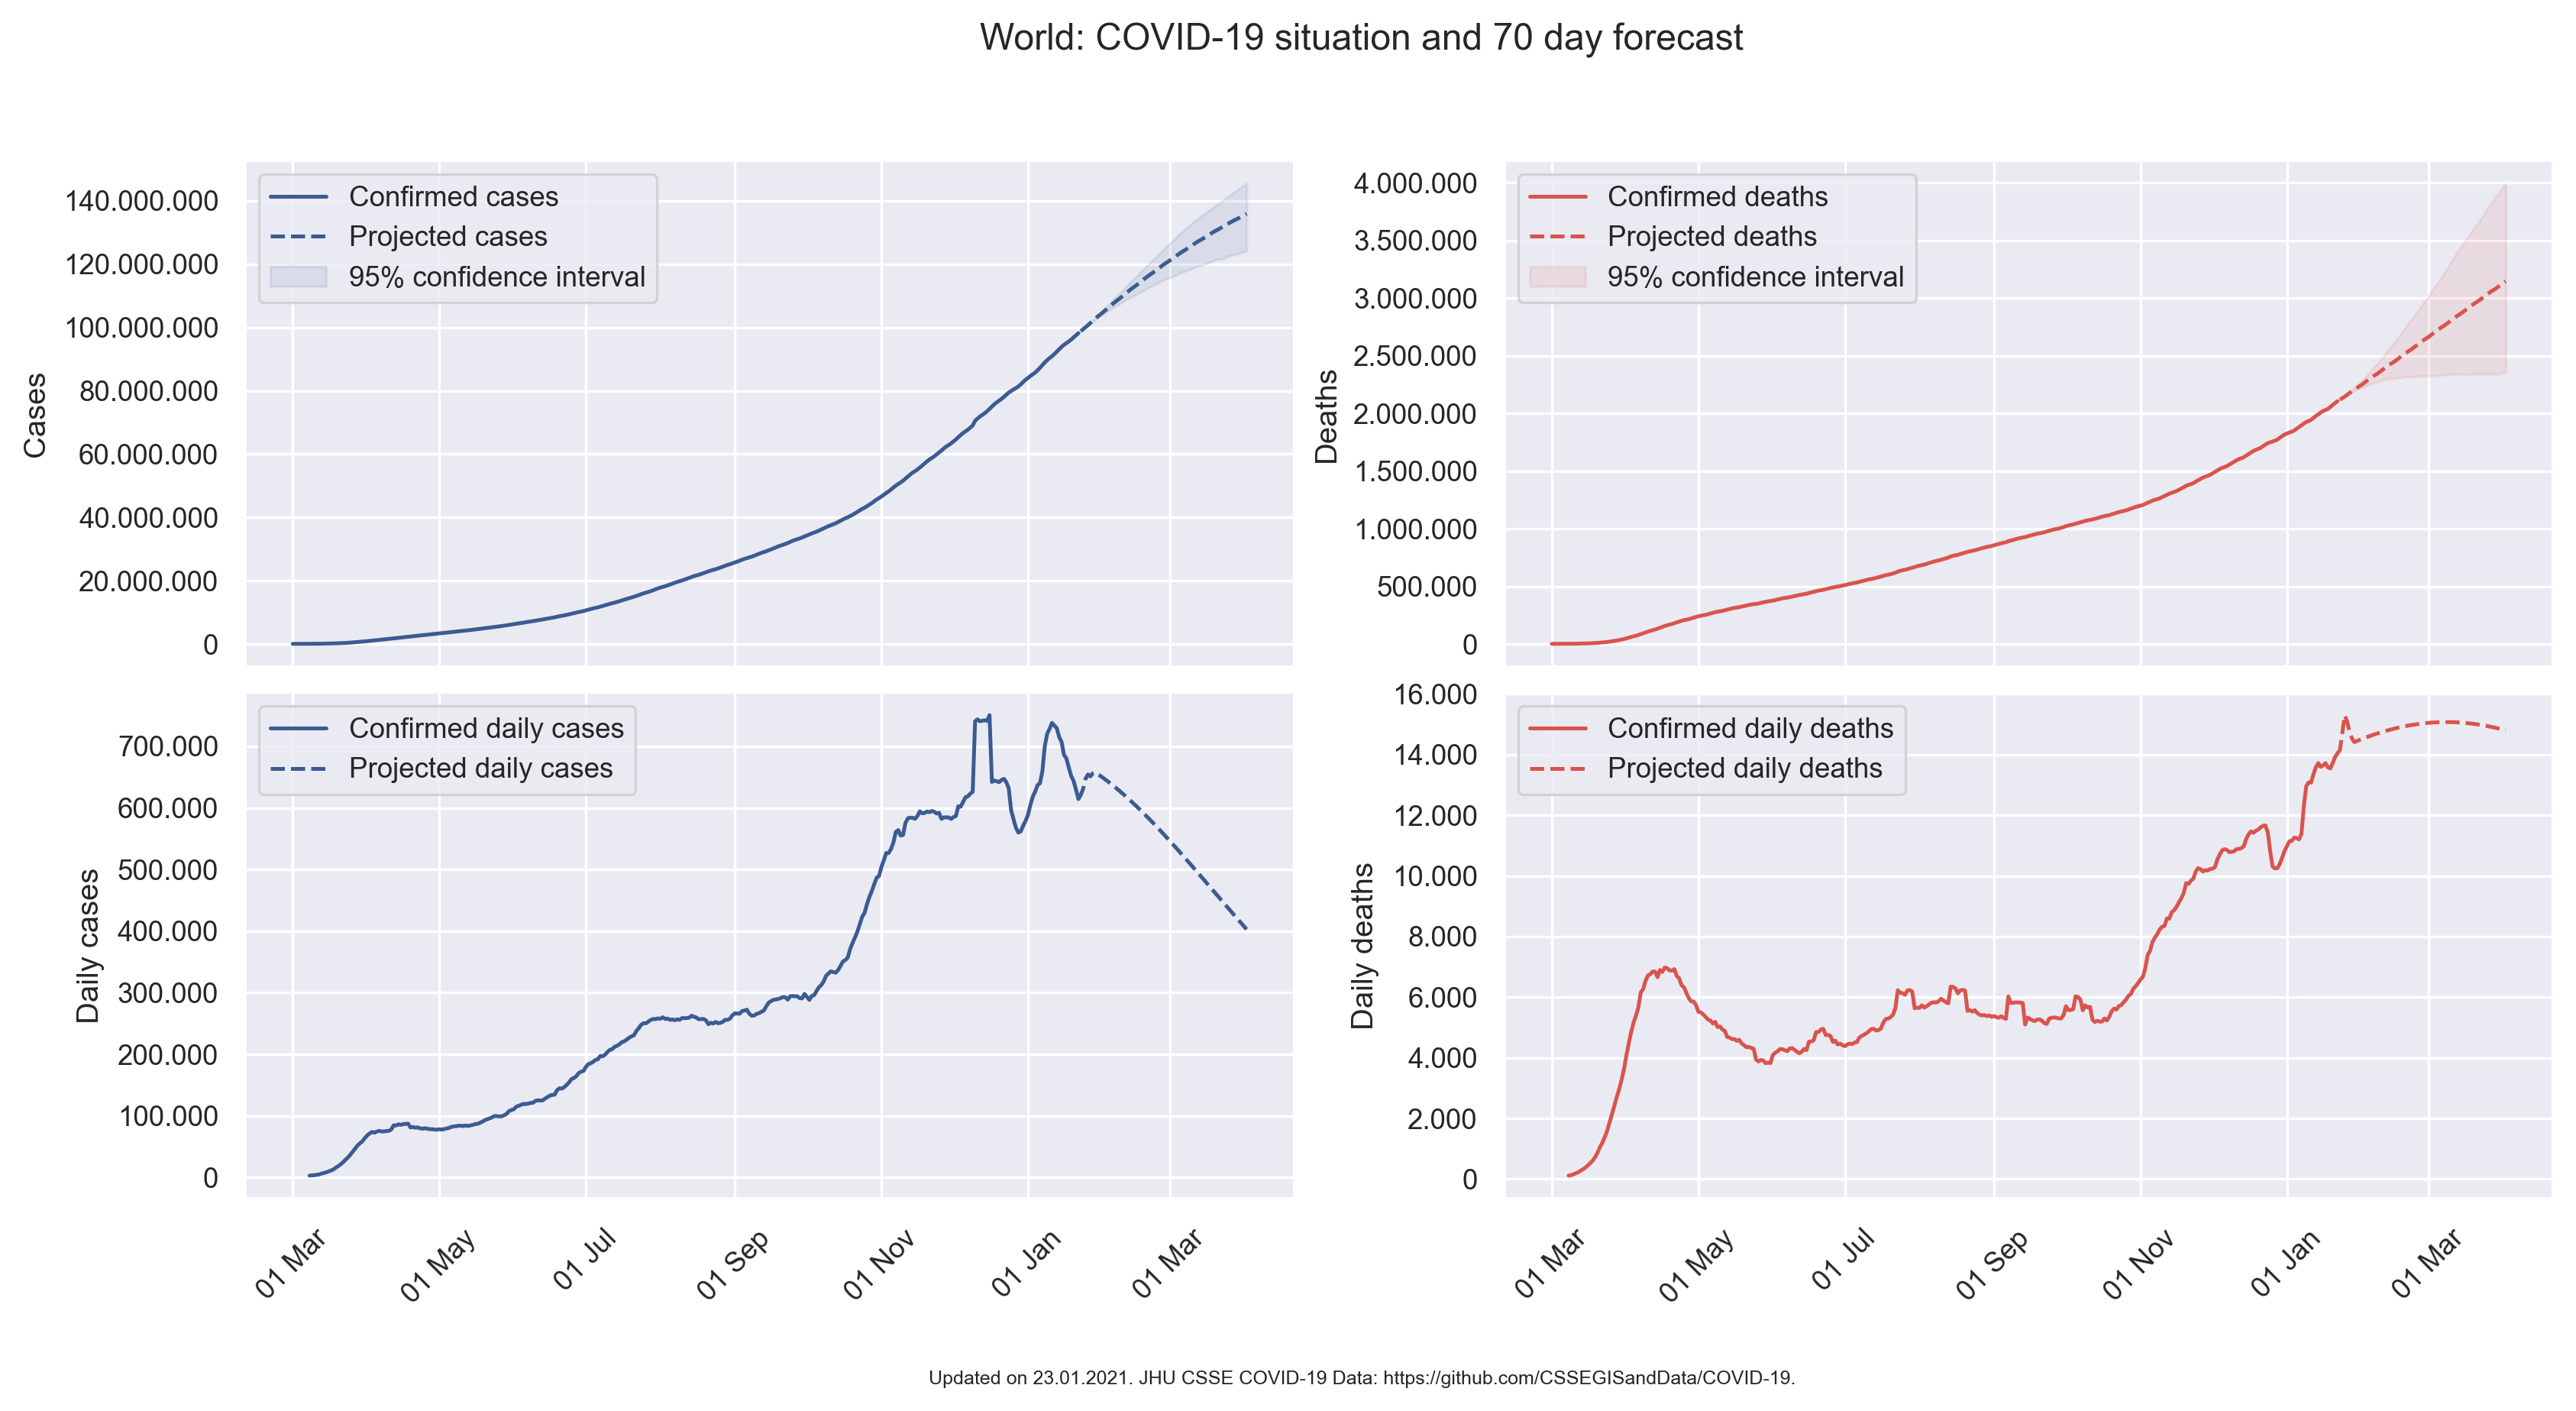 World: COVID-19 situation and 70 day forecast
Cases
140.000.000
120.000.000
100.000.000
80.000.000
60.000.000
40.000.000
20.000.000
0
Confirmed cases
Projected cases
95% confidence interval
Deaths
4.000.000
3.500.000
3.000.000
2.500.000
2.000.000
1.500.000
1.000.000
500.000
0
Confirmed deaths
Projected deaths
95% confidence interval
Daily cases
700.000
600.000
500.000
400.000
300.000
200.000
100.000
0
Confirmed daily cases
Projected daily cases
01 Mar
01 May
01 Jul
01 Sep
01 Nov
01 Jan
01 Mar
Daily deaths
16.000
14.000
12.000
10.000
8.000
6.000
4.000
2.000
0
Confirmed daily deaths
Projected daily deaths
01 Mar
01 May
01 Jul
01 Sep
01 Nov
01 Jan
01 Mar
Updated on 23.01.2021. JHU CSSE COVID-19 Data: https://github.com/CSSEGISandData/COVID-19.